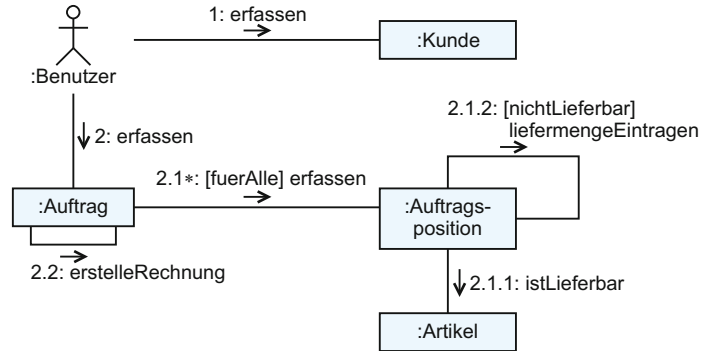 1: erfassen
:Kunde
:Benutzer
2.1.2: [nichtLieferbar]
liefermengeEintragen
2: erfassen
2.1*: [fuerAlle] erfassen
:Auftrag
:Auftrags-
position
2.2: erstelleRechnung
2.1.1: istLieferbar
:Artikel